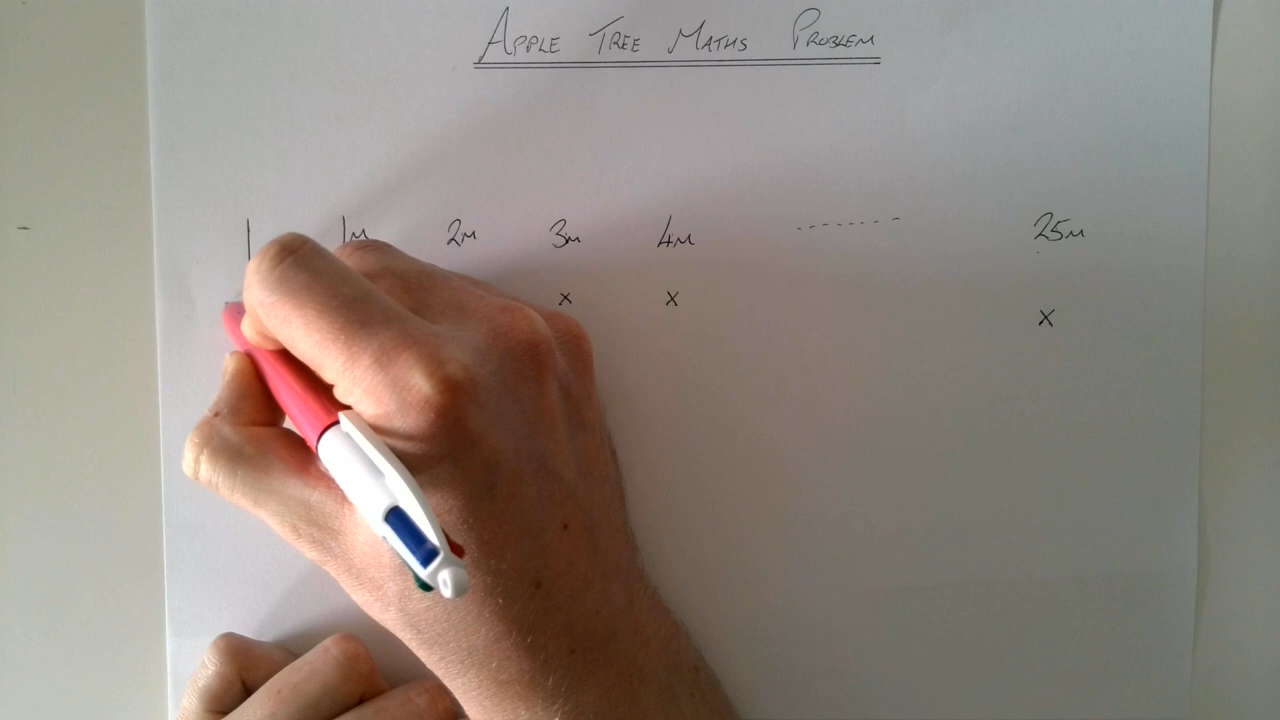 APPLE TREE MATHS PROBLEM
1m 2m 3m 4m -------- 25m
x x x